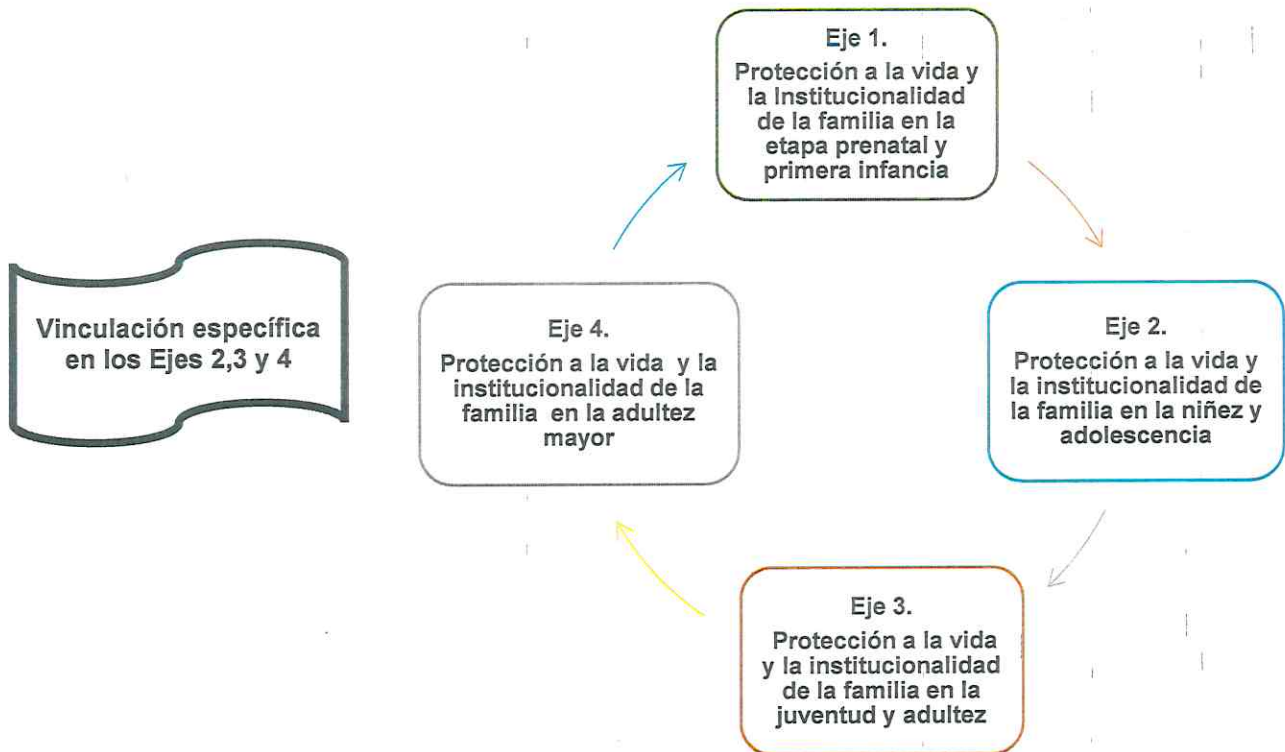 Eje 1.
Protección a la vida y
la Institucionalidad
de la familia en la
etapa prenatal y
primera infancia
Vinculación específica
en los Ejes 2,3 y 4
Eje 4.
Protección a la vida y la
institucionalidad de la
familia en la adultez
mayor
Eje 2.
Protección a la vida y
la institucionalidad de
la familia en la niñez y
adolescencia
Eje 3.
Protección a la vida
y la institucionalidad
de la familia en la
juventud y adultez